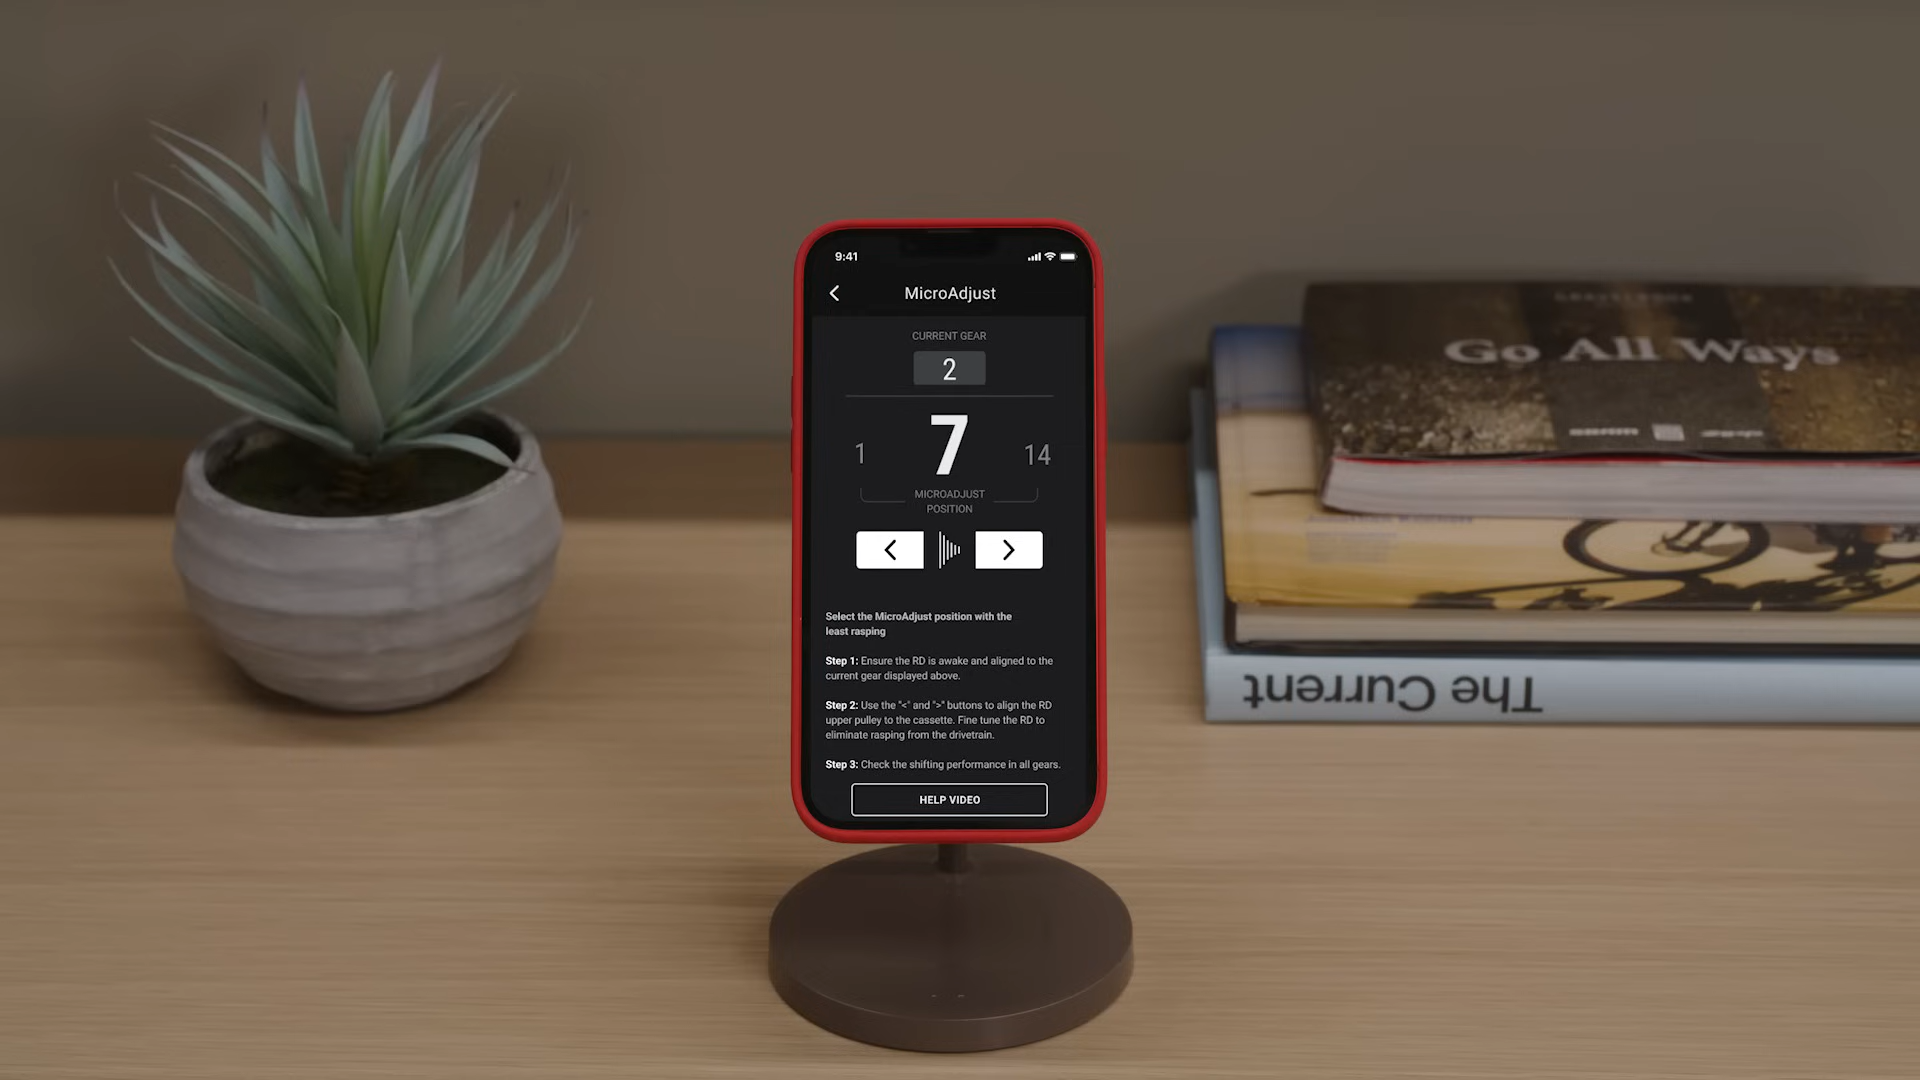 9:41
MicroAdjust
CURRENT GEAR
2
1
7
14
MICROADJUST
POSITION
Select the MicroAdjust position with the
least rasping
Step 1: Ensure the RD is awake and aligned to the
current gear displayed above.
Step 2: Use the "<" and ">" buttons to align the RD
upper pulley to the cassette. Fine tune the RD to
eliminate rasping from the drivetrain.
Step 3: Check the shifting performance in all gears.
HELP VIDEO
Go All Ways
The Current